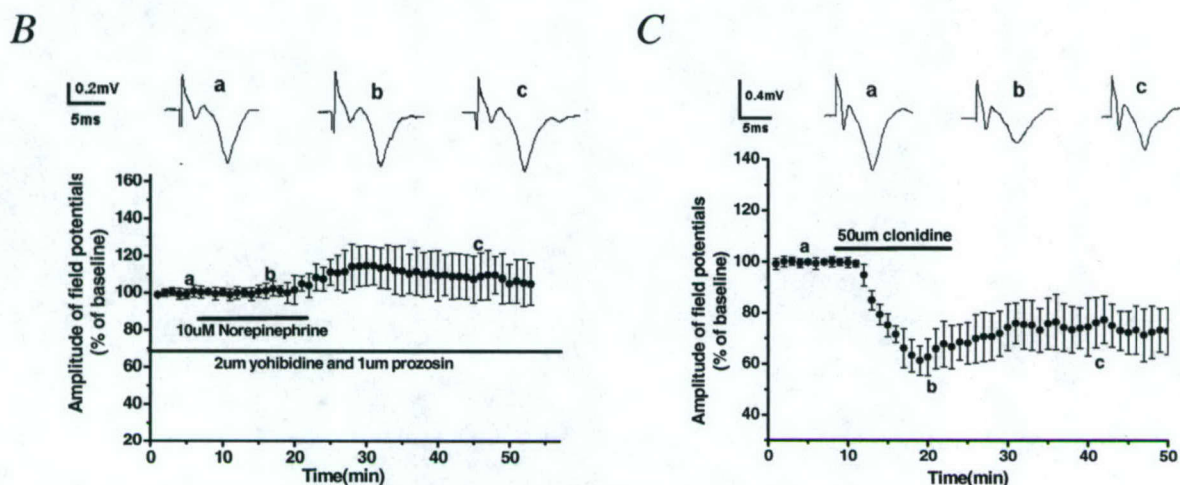 B
0.2mV
5ms
a
b
c
160
140
120
100
80
60
40
20
Amplitude of field potentials
(% of baseline)
a
b
c
10uM Norepinephrine
2um yohibidine and 1um prozosin
0
10
20
30
40
50
Time(min)
C
0.4mV
5ms
a
b
c
140
120
100
80
60
40
Amplitude of field potentials
(% of baseline)
a
50um clonidine
b
c
0
10
20
30
40
50
Time(min)